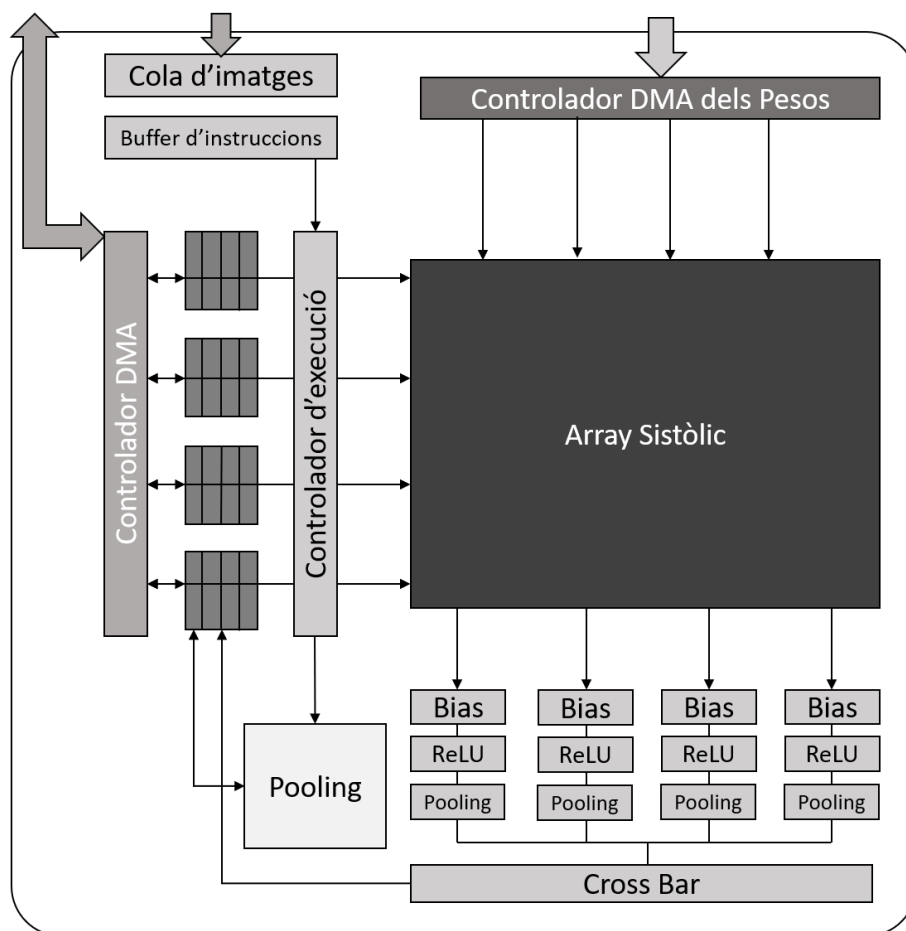 Cola d'imatges
Controlador DMA dels Pesos
Buffer d'instruccions
Controlador DMA
Controlador d'execució
Array Sistòlic
Bias
Bias
Bias
Bias
ReLU
ReLU
ReLU
ReLU
Pooling
Pooling
Pooling
Pooling
Pooling
Cross Bar